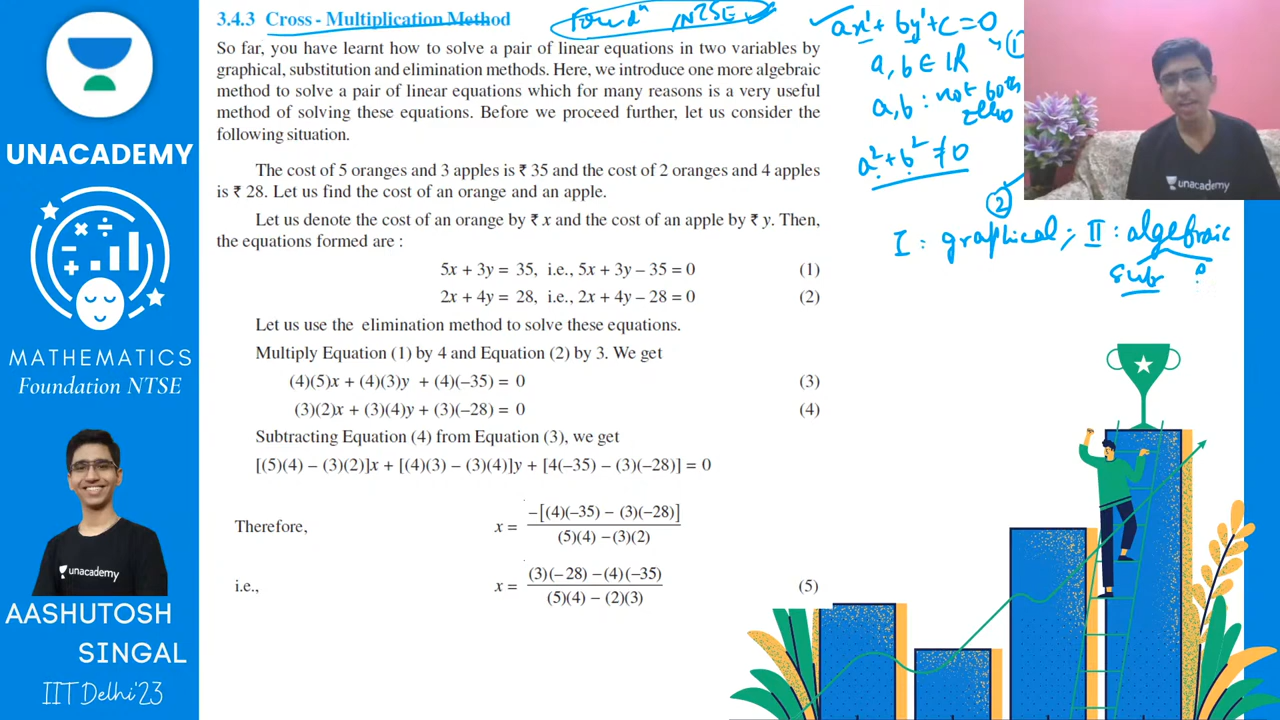 UNACADEMY
MATHEMATICS
Foundation NTSE
unacademy
AASHUTOSH
SINGAL
IIT Delhi'23
3.4.3 Cross - Multiplication Method
So far, you have learnt how to solve a pair of linear equations in two variables by
graphical, substitution and elimination methods. Here, we introduce one more algebraic
method to solve a pair of linear equations which for many reasons is a very useful
method of solving these equations. Before we proceed further, let us consider the
following situation.
The cost of 5 oranges and 3 apples is ₹ 35 and the cost of 2 oranges and 4 apples
is ₹ 28. Let us find the cost of an orange and an apple.
Let us denote the cost of an orange by ₹ x and the cost of an apple by ₹ y. Then,
the equations formed are :
5x + 3y = 35, i.e., 5x + 3y – 35 = 0 (1)
2x + 4y = 28, i.e., 2x + 4y – 28 = 0 (2)
Let us use the elimination method to solve these equations.
Multiply Equation (1) by 4 and Equation (2) by 3. We get
(4)(5)x + (4)(3)y + (4)(–35) = 0 (3)
(3)(2)x + (3)(4)y + (3)(–28) = 0 (4)
Subtracting Equation (4) from Equation (3), we get
[(5)(4) – (3)(2)]x + [(4)(3) – (3)(4)]y + [4(–35) – (3)(–28)] = 0
Therefore, x = –[(4)(–35) – (3)(–28)]
(5)(4) – (3)(2)
i.e., x = (3)(–28) – (4)(–35) (5)
(5)(4) – (2)(3)
Foundⁿ NTSE
ax¹ + by¹ + c = 0
①
a, b ∈ IR
a, b : not both
zero
a² + b² ≠ 0
②
I : graphical ; II : algebraic
sub e
unacademy